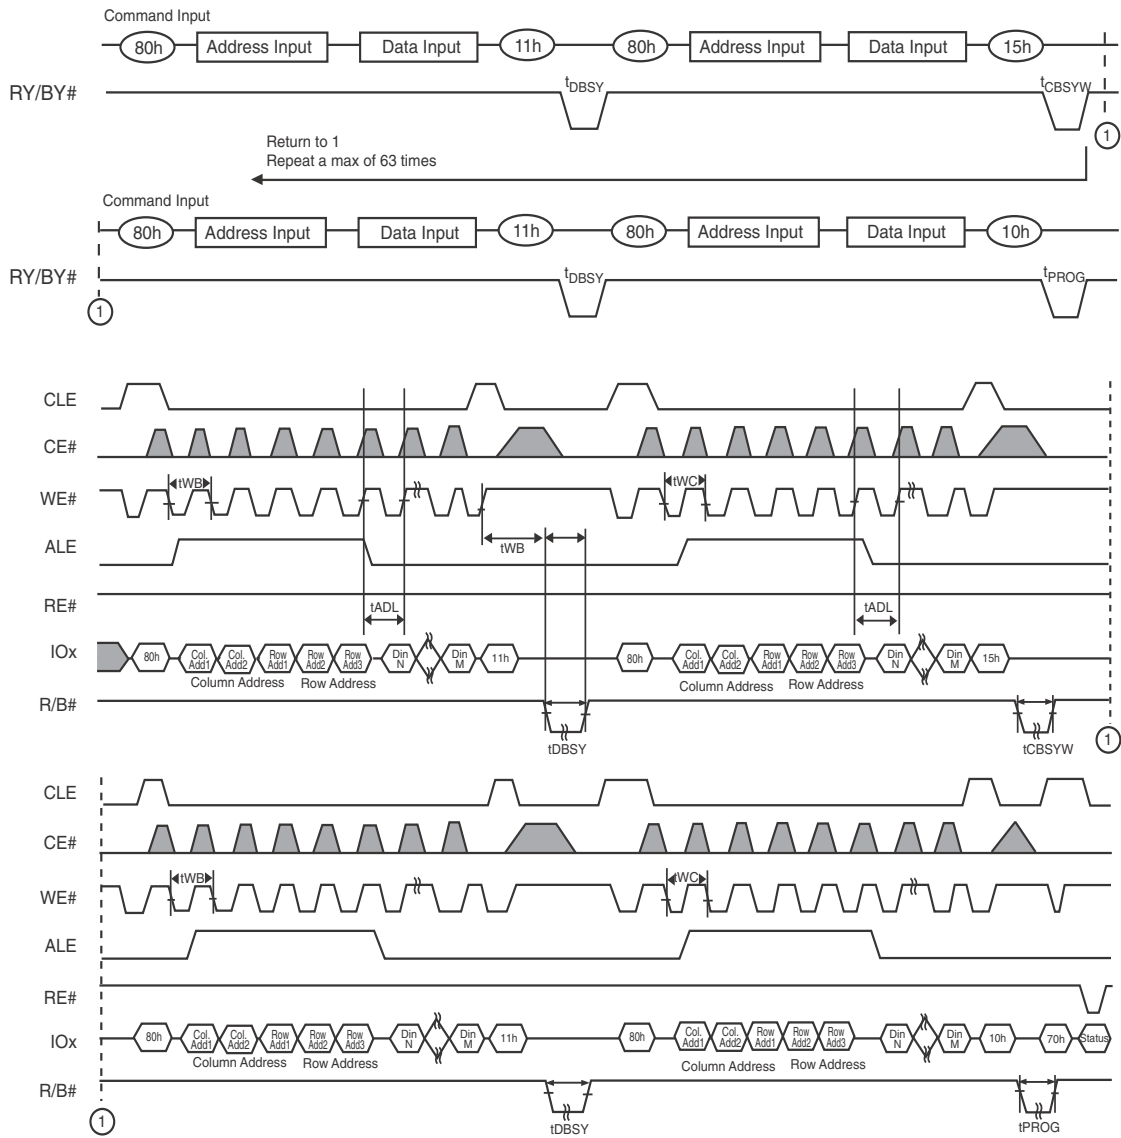 Command Input
80h Address Input Data Input 11h 80h Address Input Data Input 15h
RY/BY# tDBSY tCBSYW
1
Return to 1
Repeat a max of 63 times
Command Input
80h Address Input Data Input 11h 80h Address Input Data Input 10h
RY/BY# tDBSY tPROG
1
CLE
CE#
WE# tWB tWC
ALE tWB
RE# tADL tADL
IOx 80h Col. Add1 Col. Add2 Row Add1 Row Add2 Row Add3 Din N Din M 11h 80h Col. Add1 Col. Add2 Row Add1 Row Add2 Row Add3 Din N Din M 15h
Column Address Row Address Column Address Row Address
R/B#
tDBSY tCBSYW 1
CLE
CE#
WE# tWB tWC
ALE
RE#
IOx 80h Col. Add1 Col. Add2 Row Add1 Row Add2 Row Add3 Din N Din M 11h 80h Col. Add1 Col. Add2 Row Add1 Row Add2 Row Add3 Din N Din M 10h 70h Status
Column Address Row Address Column Address Row Address
R/B#
1 tDBSY tPROG